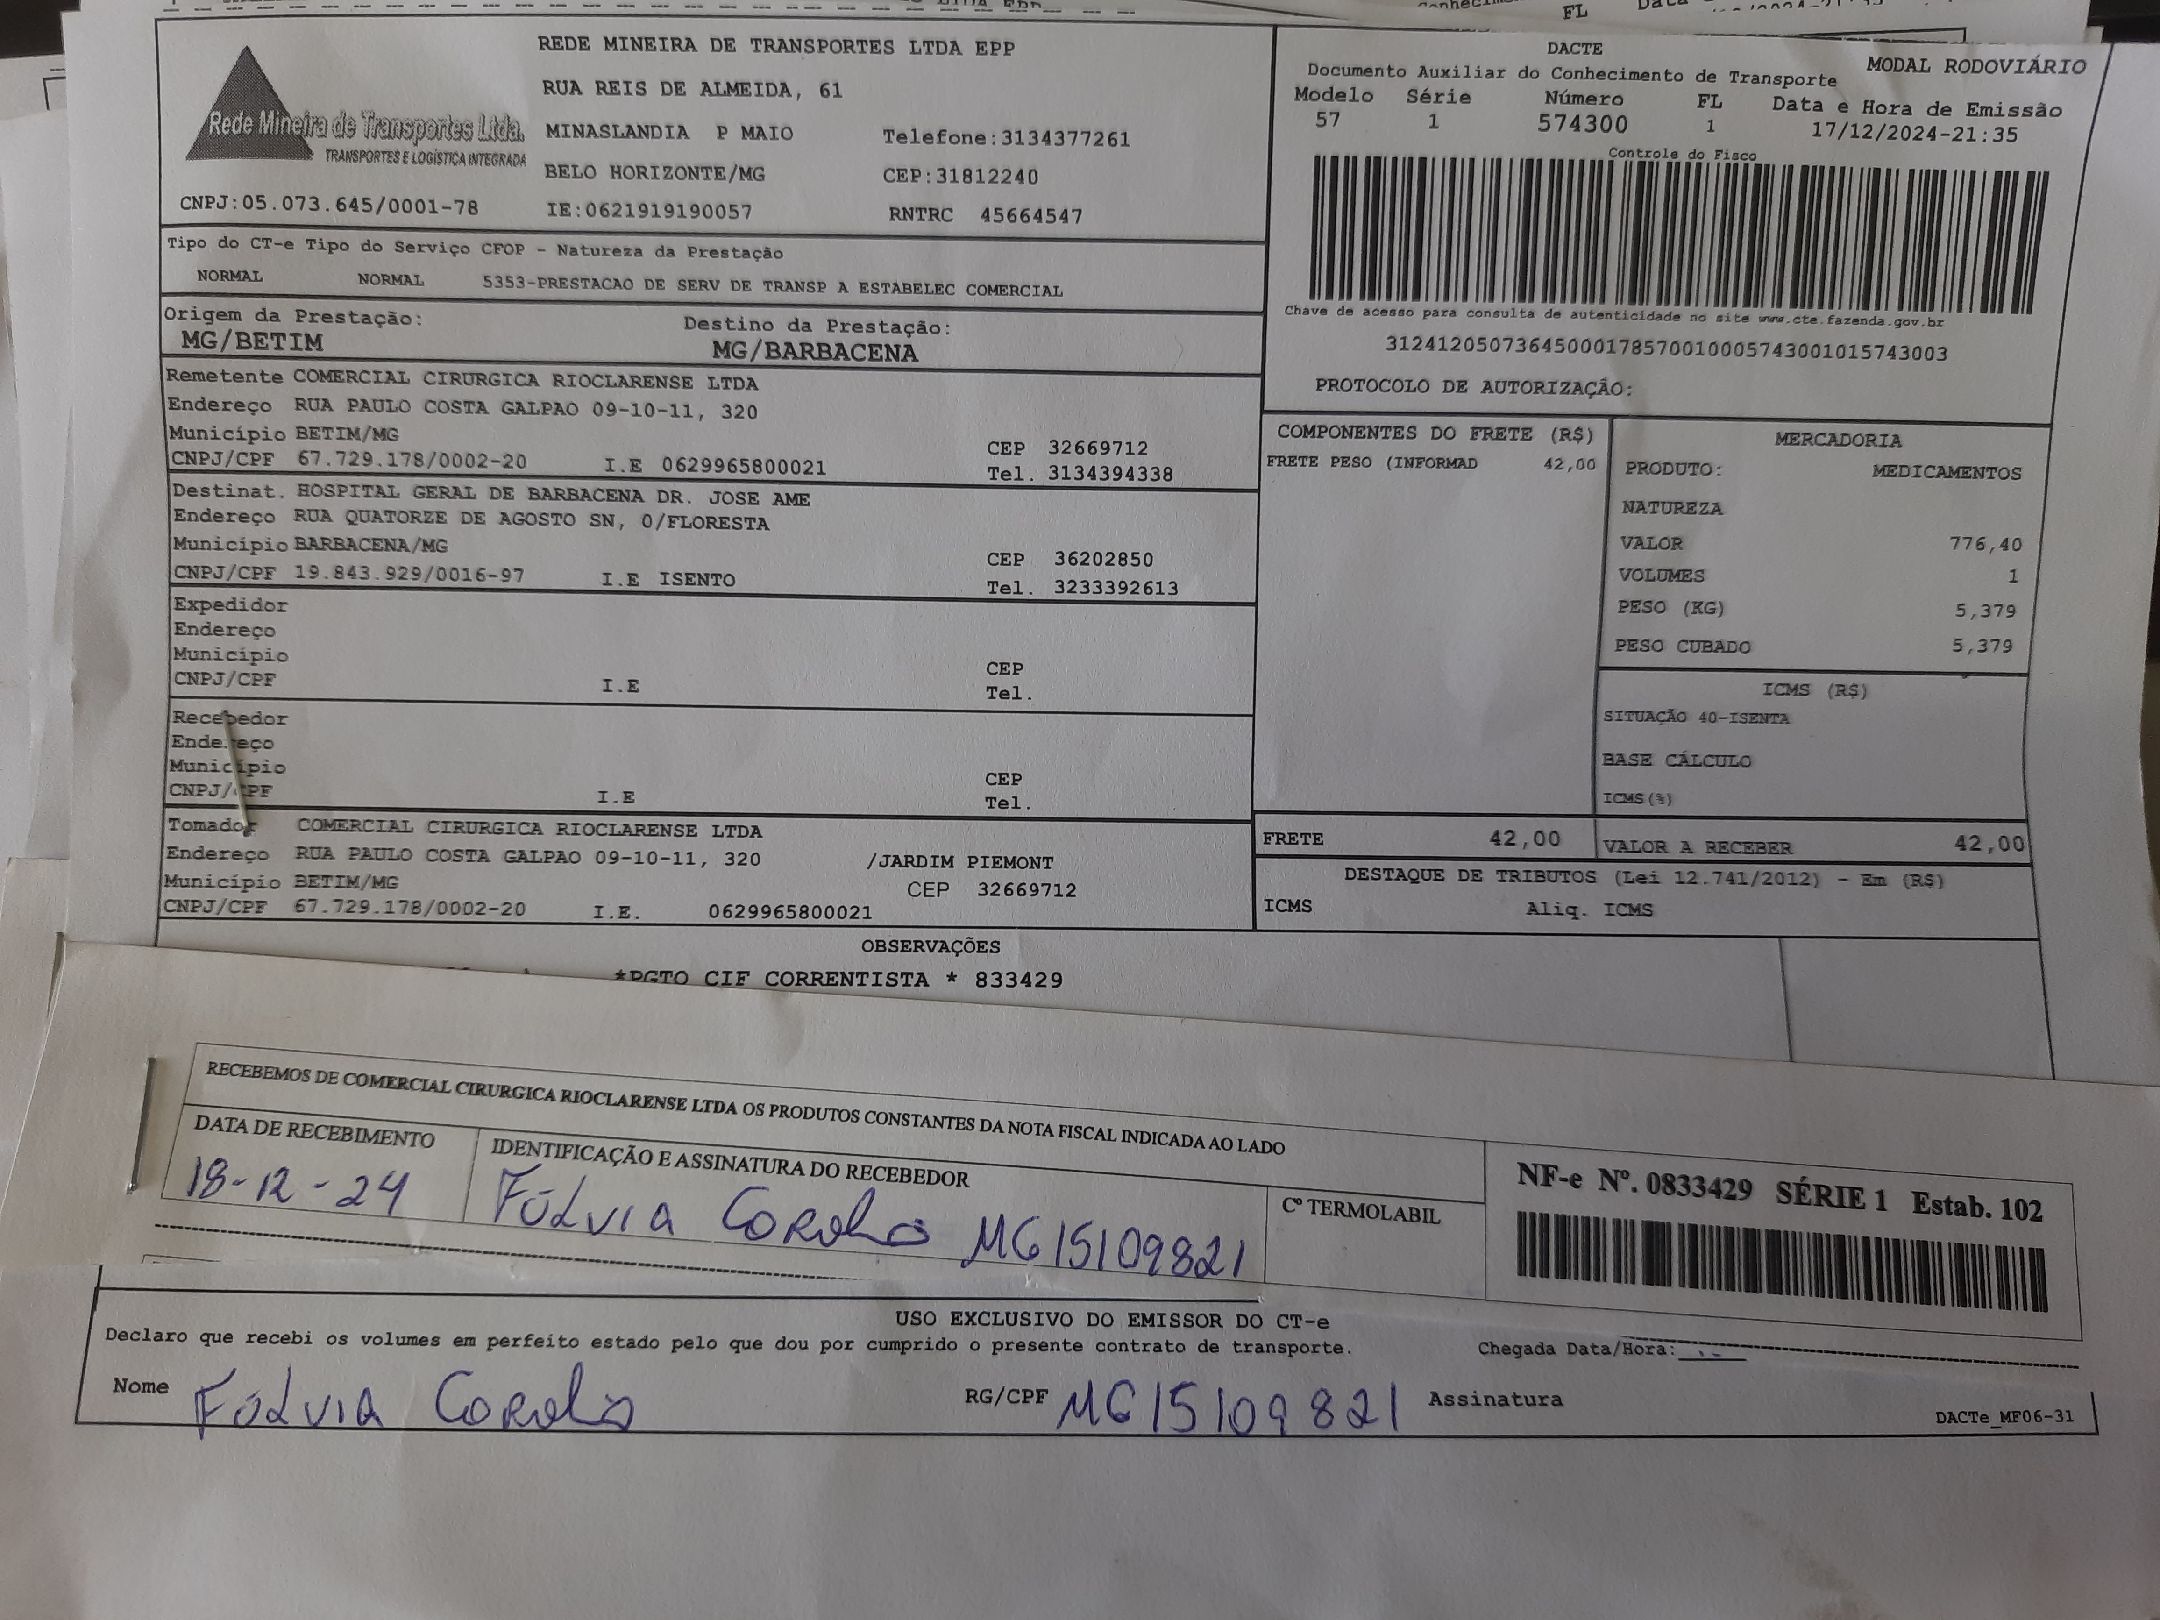 REDE MINEIRA DE TRANSPORTES LTDA EPP
RUA REIS DE ALMEIDA, 61
MINASLANDIA P MAIO Telefone:3134377261
BELO HORIZONTE/MG CEP:31812240
Rede Mineira de Transportes Ltda.
TRANSPORTES E LOGÍSTICA INTEGRADA
CNPJ:05.073.645/0001-78 IE:0621919190057 RNTRC 45664547
DACTE
Documento Auxiliar do Conhecimento de Transporte MODAL RODOVIÁRIO
Modelo Série Número FL Data e Hora de Emissão
57 1 574300 1 17/12/2024-21:35
Controle do Fisco
Chave de acesso para consulta de autenticidade no site www.cte.fazenda.gov.br
31241205073645000178570010005743001015743003
PROTOCOLO DE AUTORIZAÇÃO:
Tipo do CT-e Tipo do Serviço CFOP - Natureza da Prestação
NORMAL NORMAL 5353-PRESTACAO DE SERV DE TRANSP A ESTABELEC COMERCIAL
Origem da Prestação: Destino da Prestação:
MG/BETIM MG/BARBACENA
Remetente COMERCIAL CIRURGICA RIOCLARENSE LTDA
Endereço RUA PAULO COSTA GALPAO 09-10-11, 320
Município BETIM/MG CEP 32669712
CNPJ/CPF 67.729.178/0002-20 I.E 0629965800021 Tel. 3134394338
Destinat. HOSPITAL GERAL DE BARBACENA DR. JOSE AME
Endereço RUA QUATORZE DE AGOSTO SN, 0/FLORESTA
Município BARBACENA/MG CEP 36202850
CNPJ/CPF 19.843.929/0016-97 I.E ISENTO Tel. 3233392613
Expedidor
Endereço
Município CEP
CNPJ/CPF I.E Tel.
Recebedor
Endereço
Município CEP
CNPJ/CPF I.E Tel.
Tomador COMERCIAL CIRURGICA RIOCLARENSE LTDA
Endereço RUA PAULO COSTA GALPAO 09-10-11, 320 /JARDIM PIEMONT
Município BETIM/MG CEP 32669712
CNPJ/CPF 67.729.178/0002-20 I.E. 0629965800021
COMPONENTES DO FRETE (R$)
FRETE PESO (INFORMAD 42,00
MERCADORIA
PRODUTO: MEDICAMENTOS
NATUREZA
VALOR 776,40
VOLUMES 1
PESO (KG) 5,379
PESO CUBADO 5,379
ICMS (R$)
SITUAÇÃO 40-ISENTA
BASE CÁLCULO
ICMS(%)
FRETE 42,00 VALOR A RECEBER 42,00
DESTAQUE DE TRIBUTOS (Lei 12.741/2012) - Em (R$)
ICMS Aliq. ICMS
OBSERVAÇÕES
*PGTO CIF CORRENTISTA * 833429
RECEBEMOS DE COMERCIAL CIRURGICA RIOCLARENSE LTDA OS PRODUTOS CONSTANTES DA NOTA FISCAL INDICADA AO LADO
DATA DE RECEBIMENTO IDENTIFICAÇÃO E ASSINATURA DO RECEBEDOR
18-12-24 Fúlvia MG15109821
Cº TERMOLABIL
NF-e Nº. 0833429 SÉRIE 1 Estab. 102
USO EXCLUSIVO DO EMISSOR DO CT-e
Declaro que recebi os volumes em perfeito estado pelo que dou por cumprido o presente contrato de transporte. Chegada Data/Hora:
Nome Fúlvia RG/CPF MG15109821 Assinatura
DACTe_MF06-31